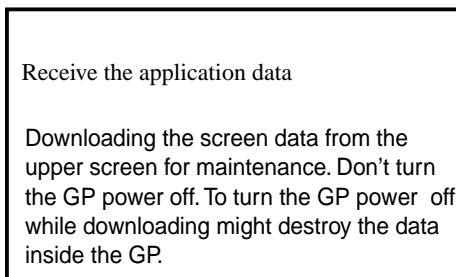 Receive the application data
Downloading the screen data from the
upper screen for maintenance. Don't turn
the GP power off. To turn the GP power off
while downloading might destroy the data
inside the GP.